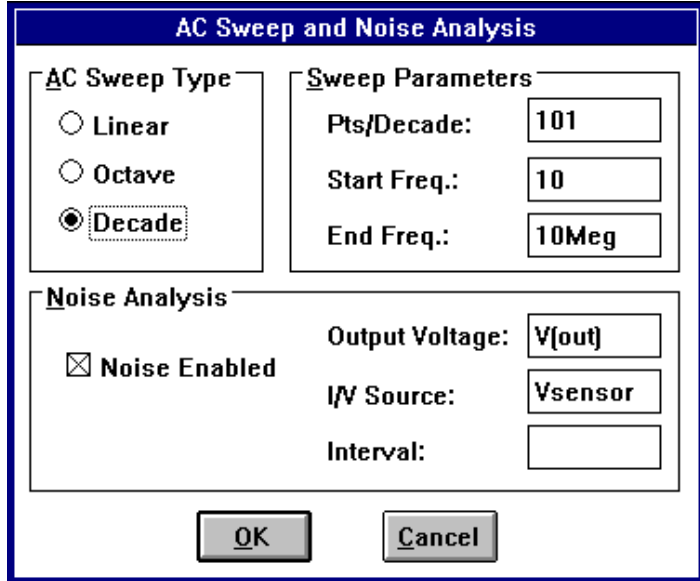 AC Sweep and Noise Analysis
AC Sweep Type
Linear
Octave
Decade
Sweep Parameters
Pts/Decade: 101
Start Freq.: 10
End Freq.: 10Meg
Noise Analysis
Noise Enabled
Output Voltage: V(out)
I/V Source: Vsensor
Interval:
OK Cancel